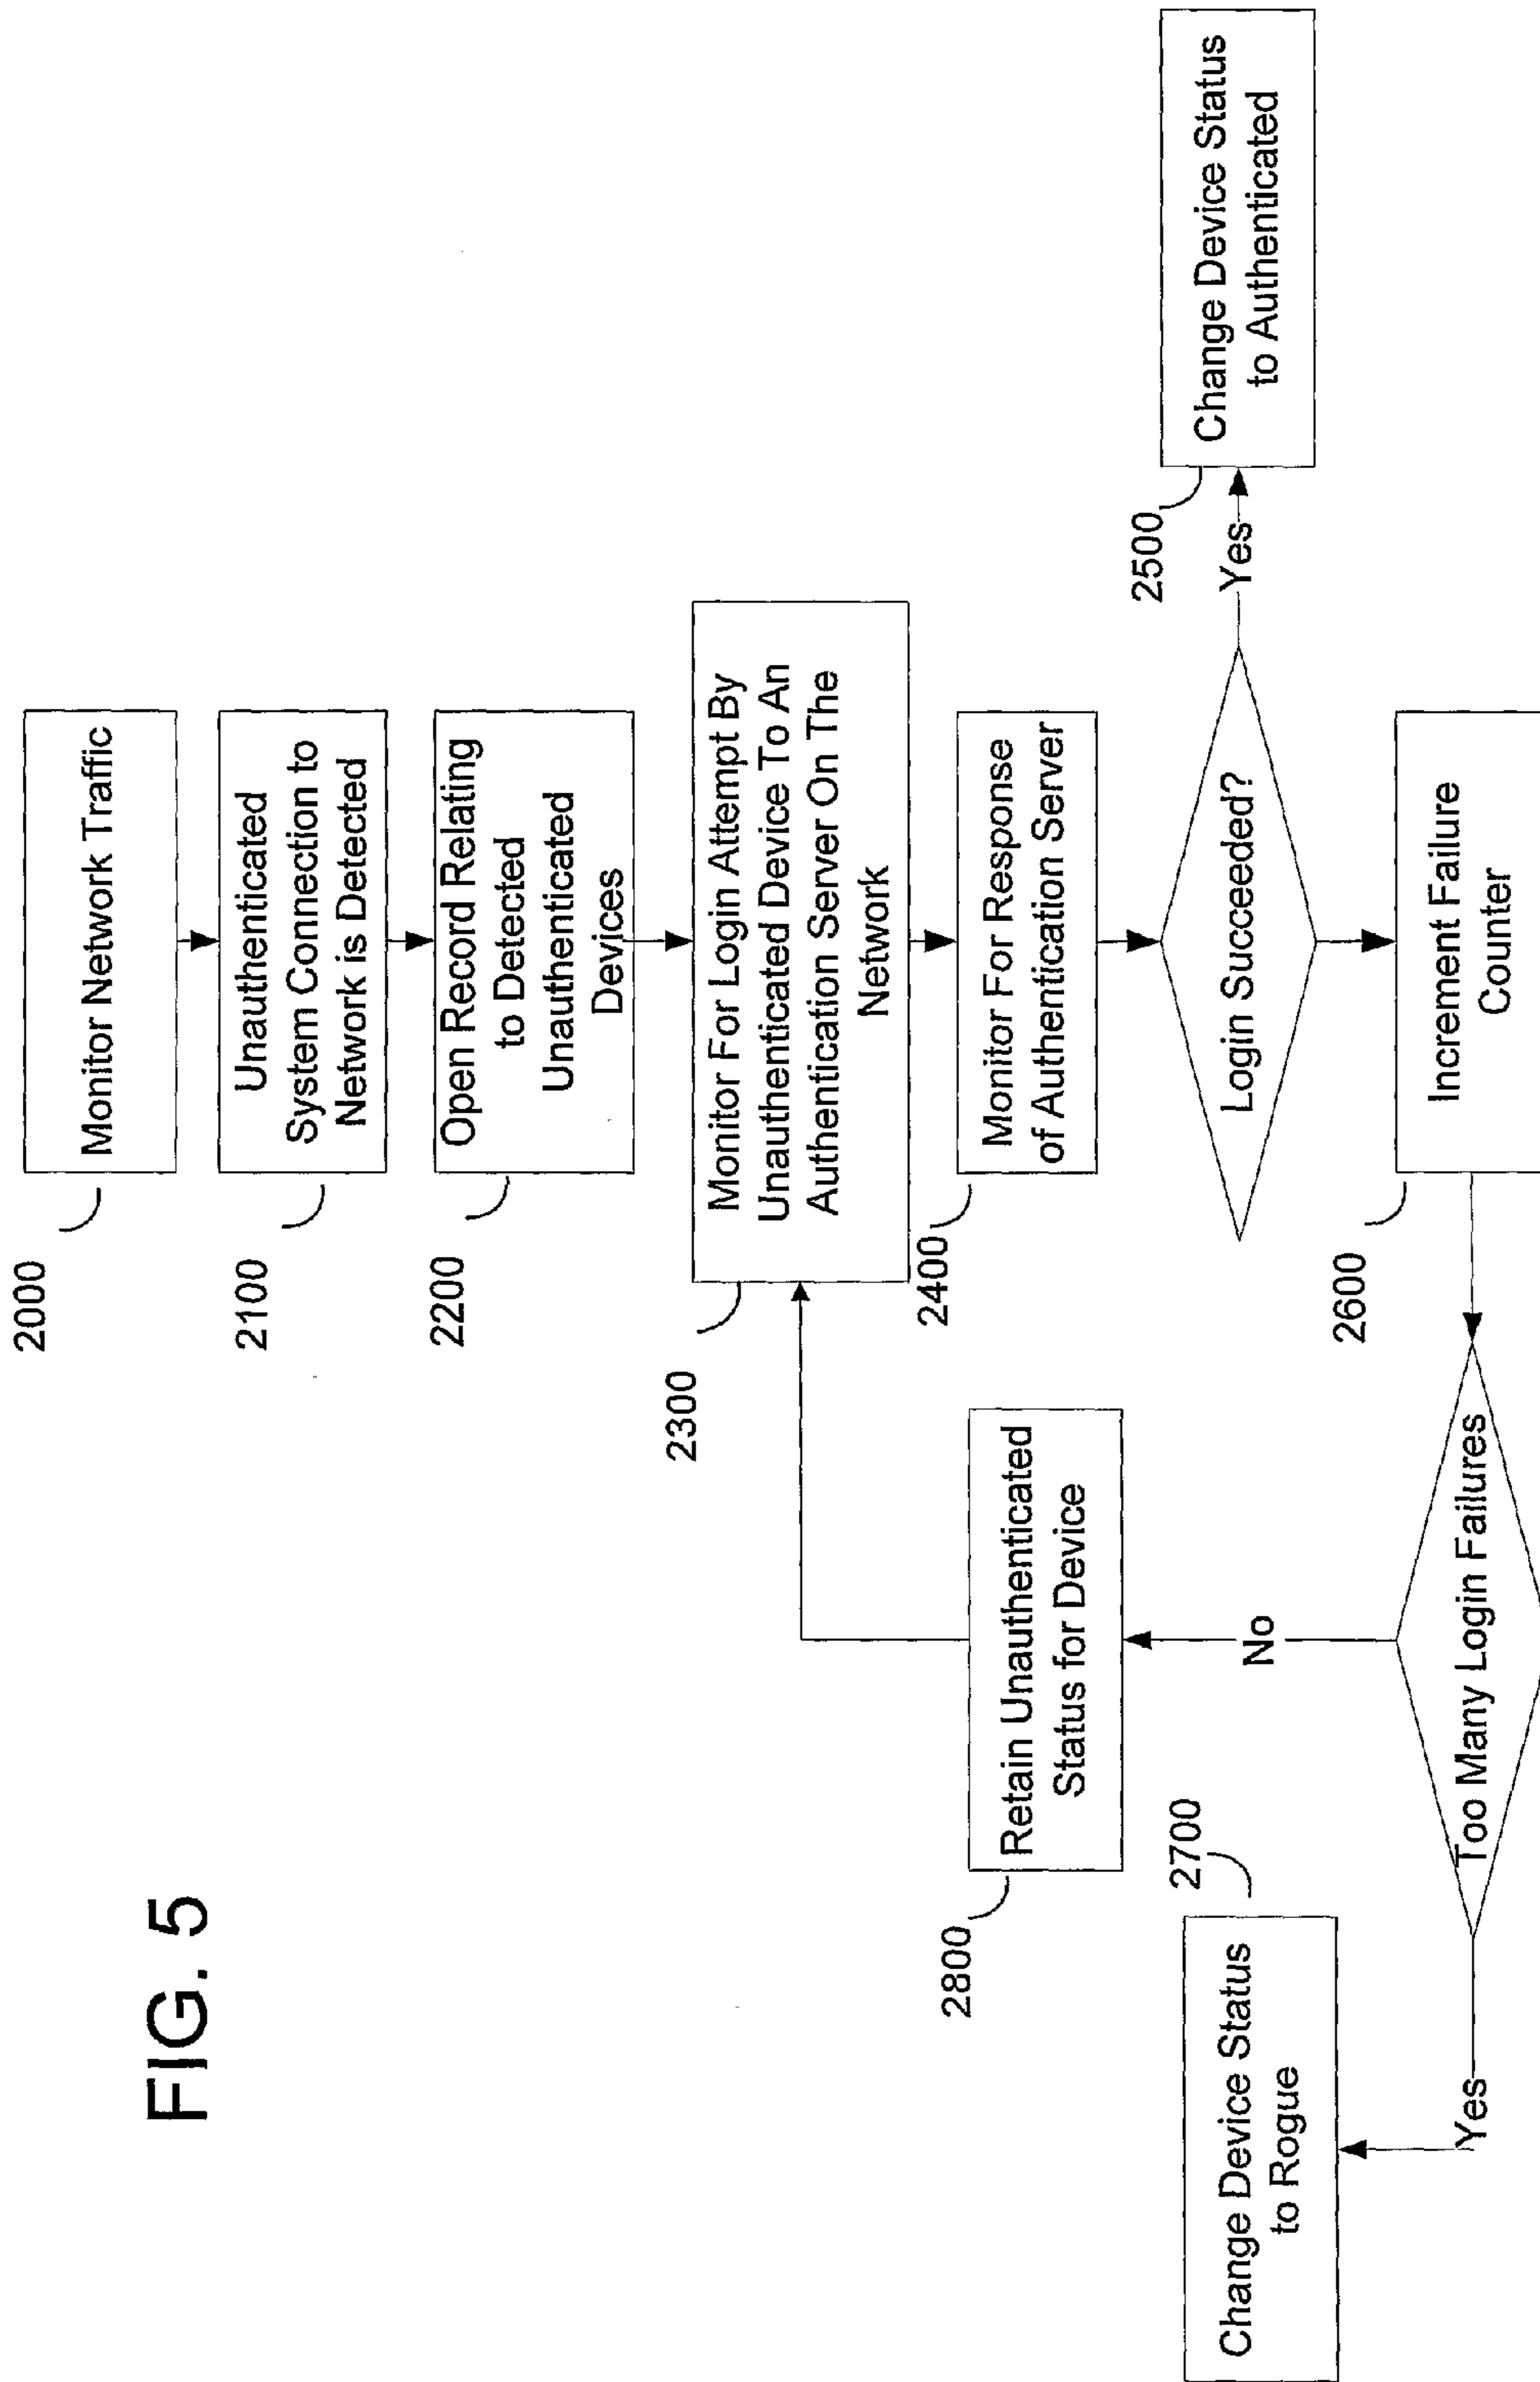 FIG. 5
2000
Monitor Network Traffic
2100
Unauthenticated
System Connection to
Network is Detected
2200
Open Record Relating
to Detected
Unauthenticated
Devices
2300
Monitor For Login Attempt By
Unauthenticated Device To An
Authentication Server On The
Network
2400
Monitor For Response
of Authentication Server
Login Succeeded?
Yes
2500
Change Device Status
to Authenticated
2600
Increment Failure
Counter
Too Many Login Failures
No
2800
Retain Unauthenticated
Status for Device
Yes
2700
Change Device Status
to Rogue